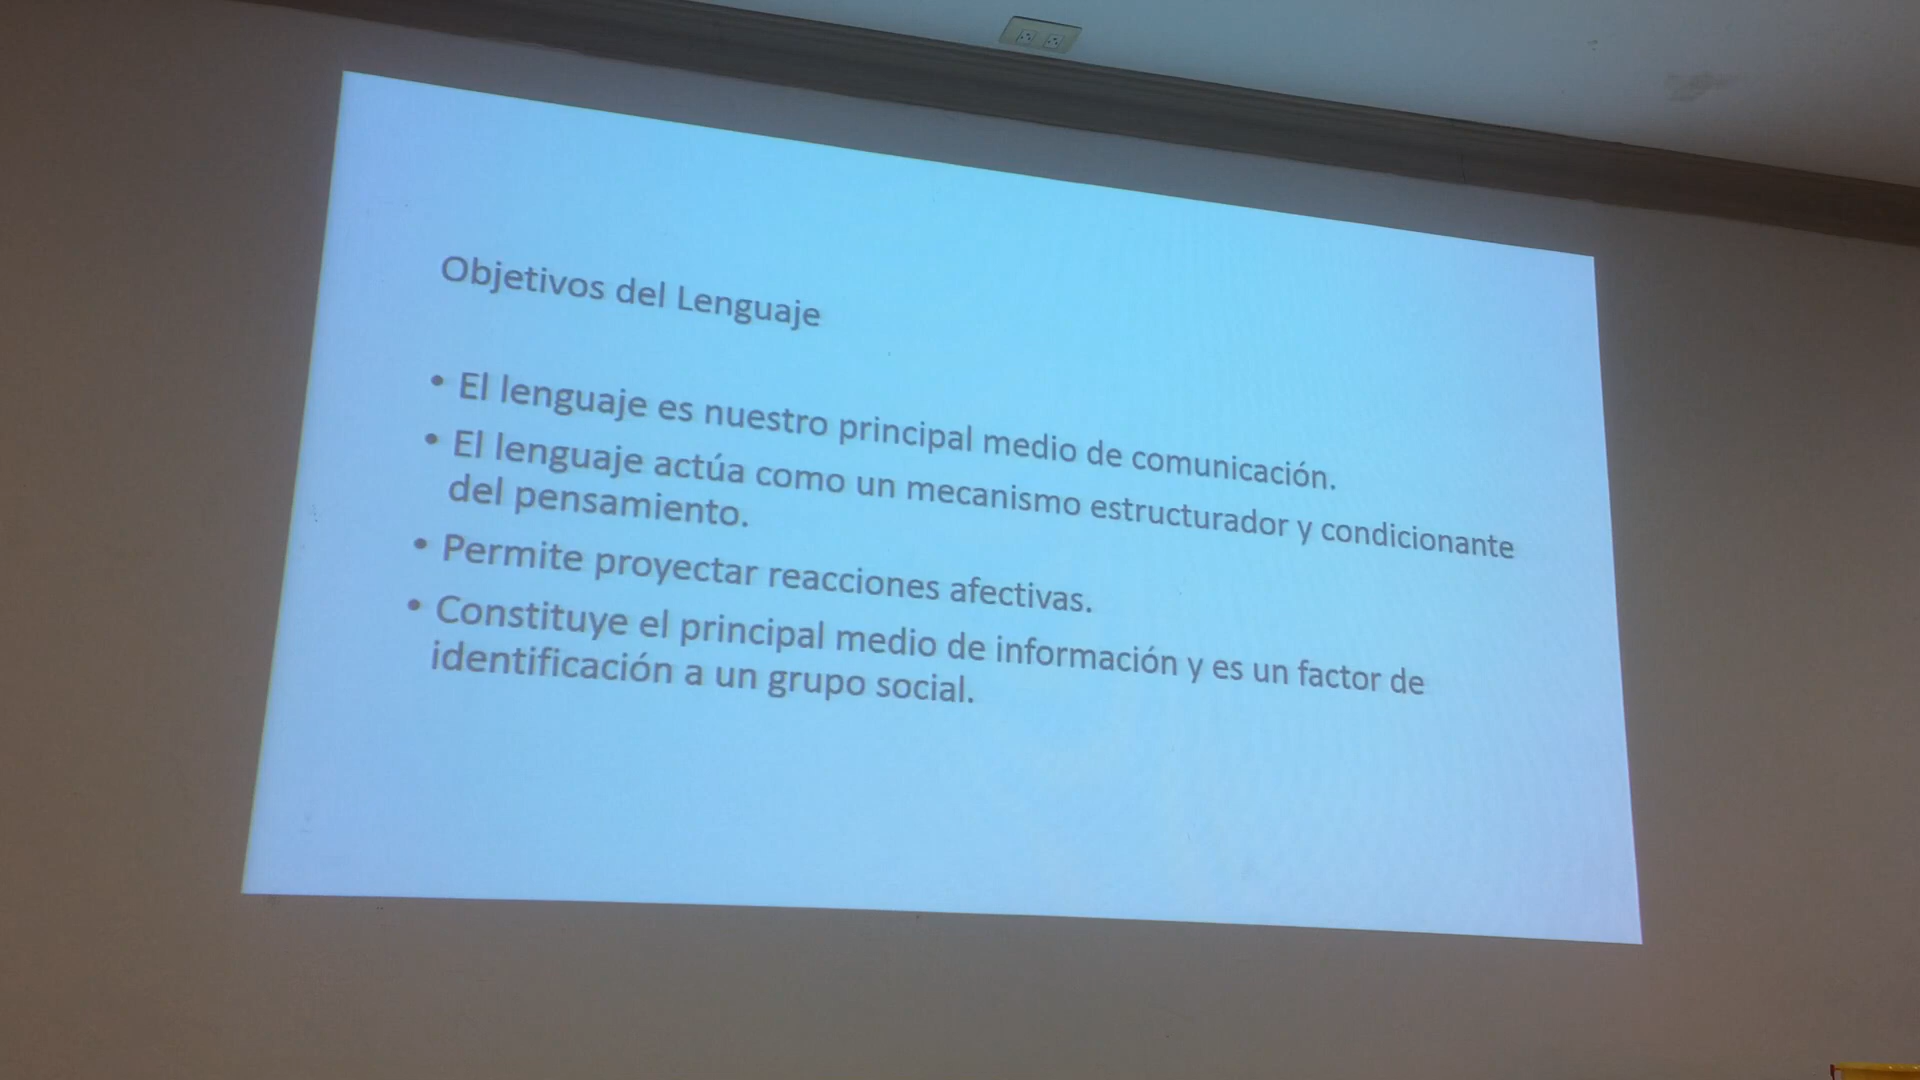 Objetivos del Lenguaje
• El lenguaje es nuestro principal medio de comunicación.
• El lenguaje actúa como un mecanismo estructurador y condicionante
del pensamiento.
• Permite proyectar reacciones afectivas.
• Constituye el principal medio de información y es un factor de
identificación a un grupo social.